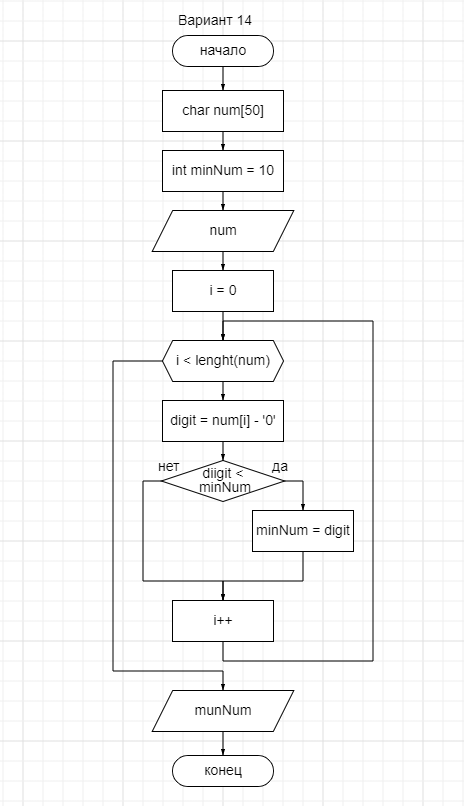 Вариант 14
начало
char num[50]
int minNum = 10
num
i = 0
i < lenght(num)
digit = num[i] - '0'
нет
да
diigit <
minNum
minNum = digit
i++
munNum
конец